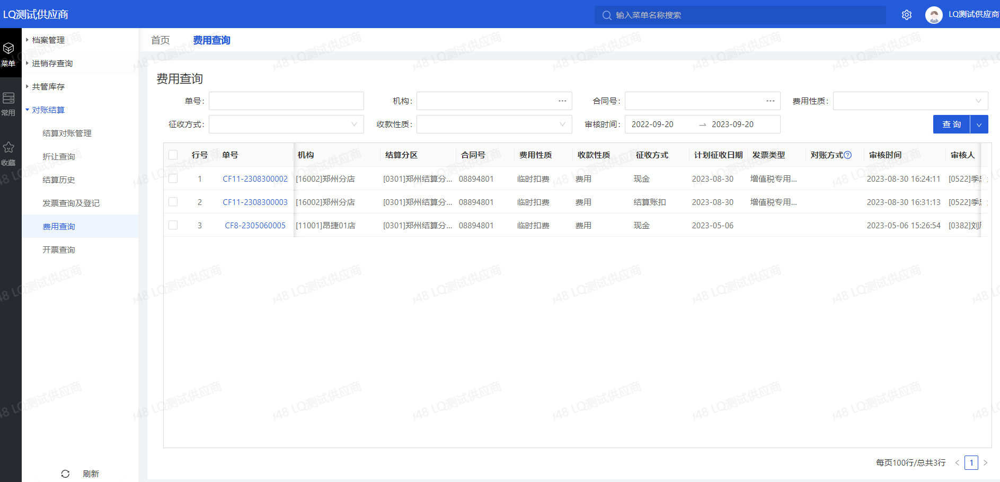 LQ测试供应商
输入菜单名称搜索
LQ测试供应商
菜单
常用
收藏
档案管理
进销存查询
共管库存
对账结算
结算对账管理
折让查询
结算历史
发票查询及登记
费用查询
开票查询
刷新
首页 费用查询
费用查询
单号: 机构: ··· 合同号: ··· 费用性质:
征收方式: 收款性质: 审核时间: 2022-09-20 → 2023-09-20 查 询
行号 单号 机构 结算分区 合同号 费用性质 收款性质 征收方式 计划征收日期 发票类型 对账方式 审核时间 审核人
1 CF11-2308300002 [16002]郑州分店 [0301]郑州结算分... 08894801 临时扣费 费用 现金 2023-08-30 增值税专用... 2023-08-30 16:24:11 [0522]季
2 CF11-2308300003 [16002]郑州分店 [0301]郑州结算分... 08894801 临时扣费 费用 结算账扣 2023-08-30 增值税专用... 2023-08-30 16:31:13 [0522]季
3 CF8-2305060005 [11001]昂捷01店 [0301]郑州结算分... 08894801 临时扣费 费用 现金 2023-05-06 2023-05-06 15:26:54 [0382]刘
每页100行/总共3行 < 1 >